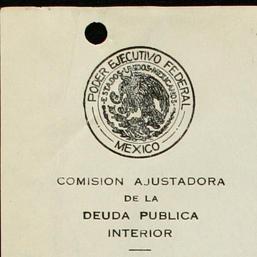 PODER EJECUTIVO FEDERAL
ESTADOS UNIDOS MEXICANOS
MEXICO
COMISION AJUSTADORA
DE LA
DEUDA PUBLICA
INTERIOR